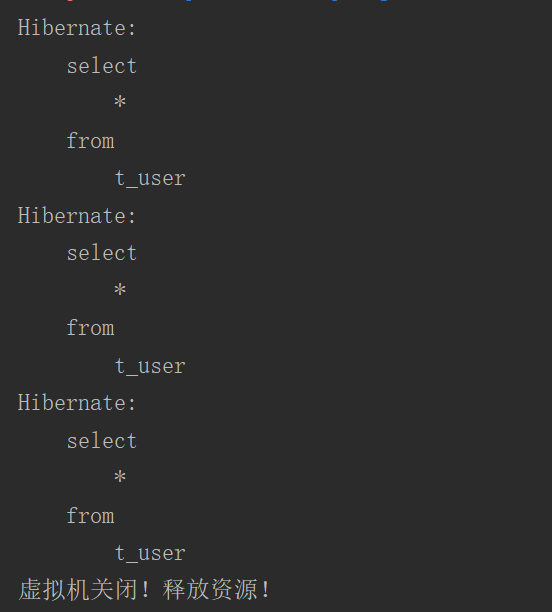 Hibernate:
select
*
from
t_user
Hibernate:
select
*
from
t_user
Hibernate:
select
*
from
t_user
虚拟机关闭！释放资源！